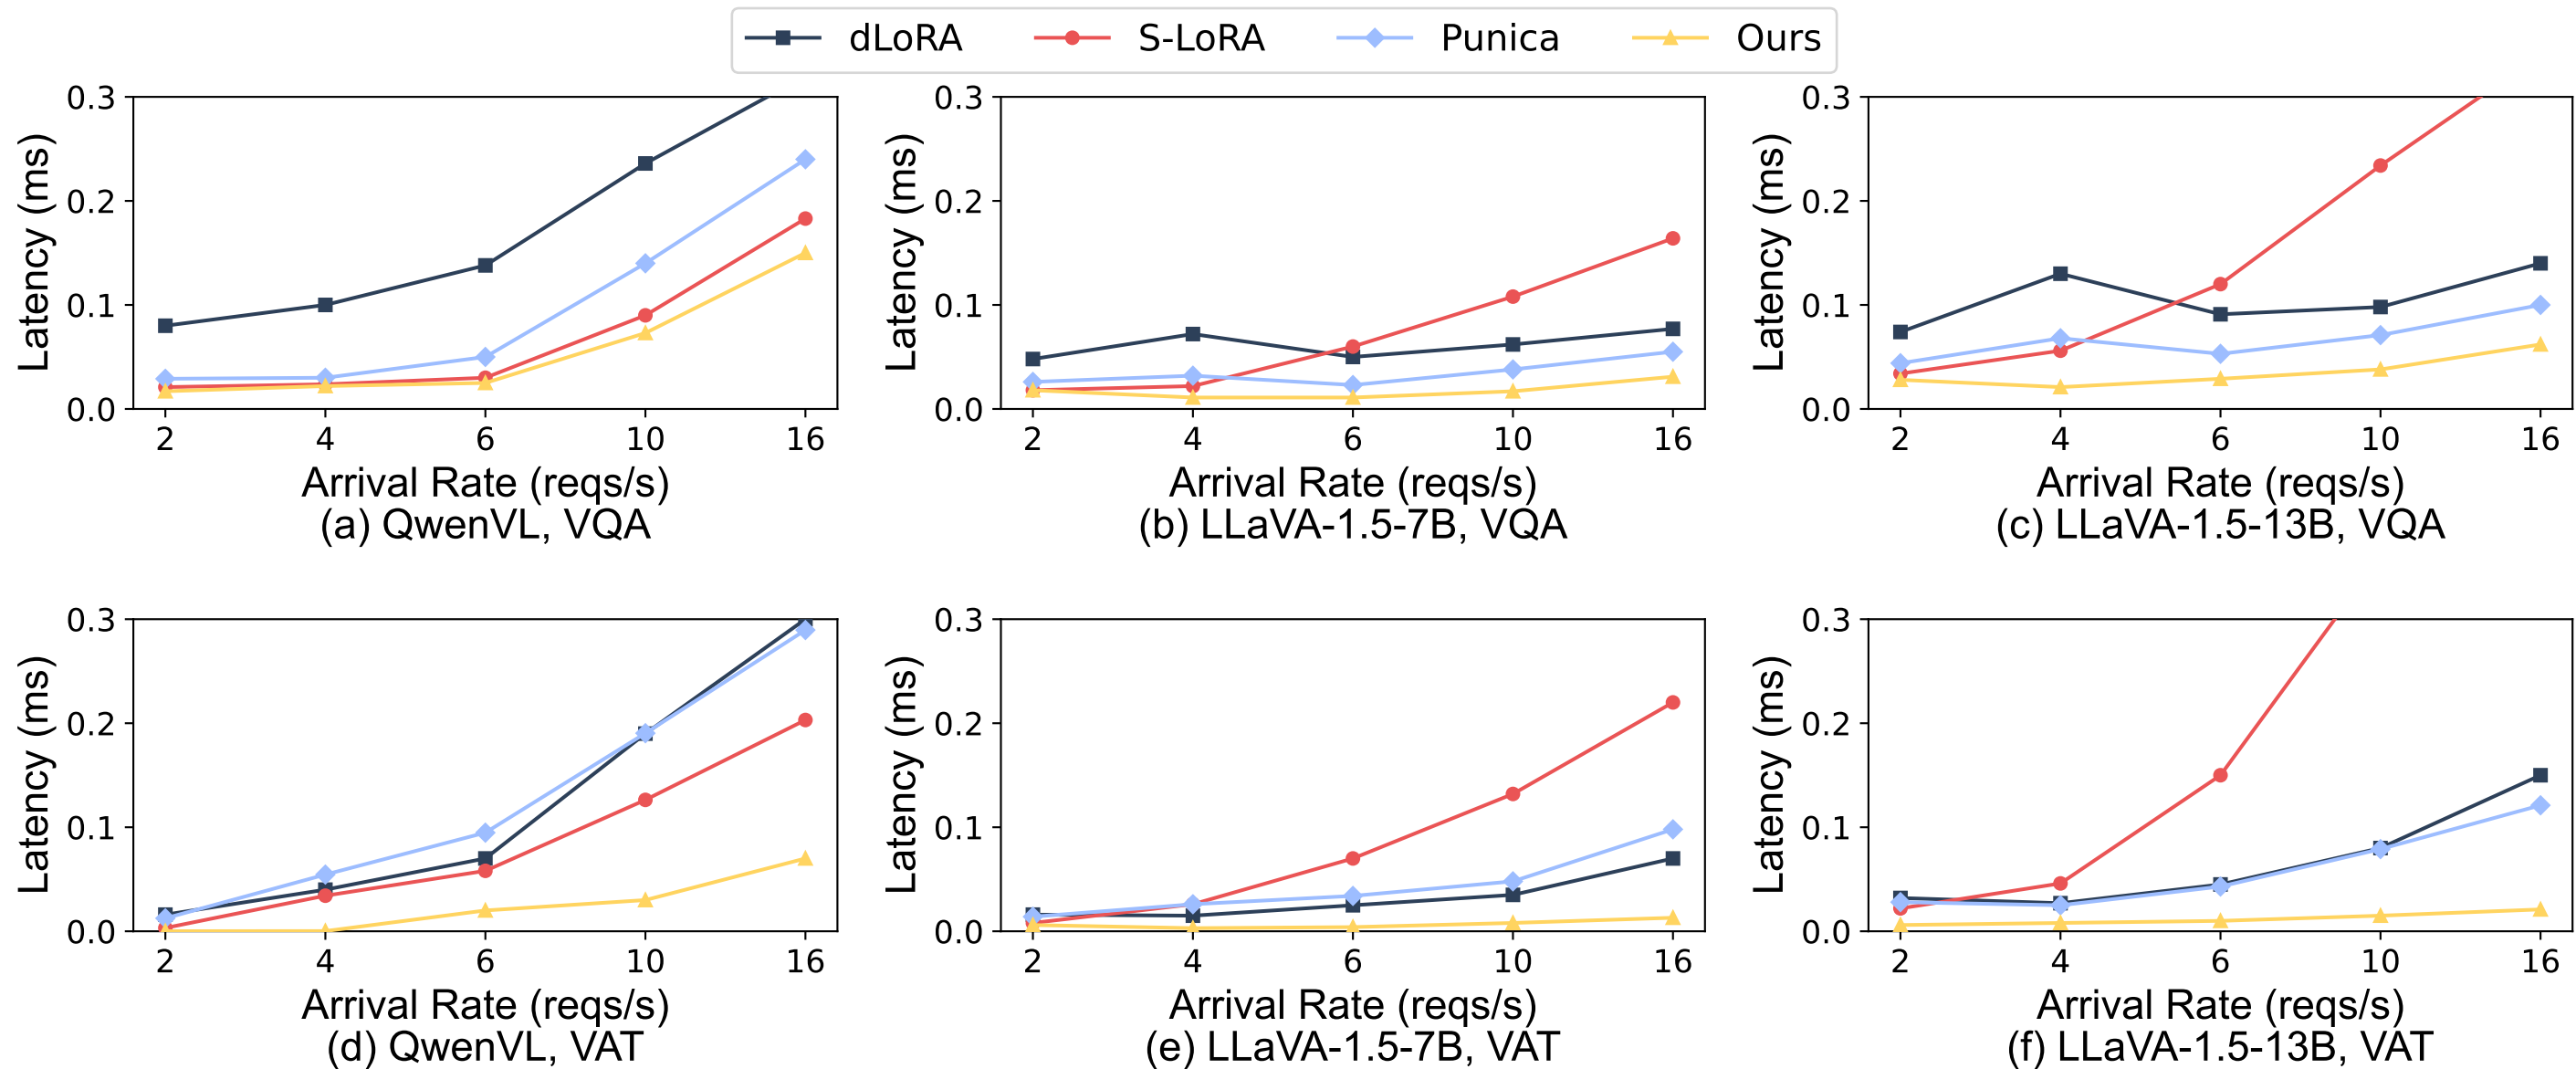 dLoRA S-LoRA Punica Ours
0.3 0.3 0.3
0.2 0.2 0.2
0.1 0.1 0.1
0.0 0.0 0.0
Latency (ms) Latency (ms) Latency (ms)
2 4 6 10 16 2 4 6 10 16 2 4 6 10 16
Arrival Rate (reqs/s) Arrival Rate (reqs/s) Arrival Rate (reqs/s)
(a) QwenVL, VQA (b) LLaVA-1.5-7B, VQA (c) LLaVA-1.5-13B, VQA
0.3 0.3 0.3
0.2 0.2 0.2
0.1 0.1 0.1
0.0 0.0 0.0
Latency (ms) Latency (ms) Latency (ms)
2 4 6 10 16 2 4 6 10 16 2 4 6 10 16
Arrival Rate (reqs/s) Arrival Rate (reqs/s) Arrival Rate (reqs/s)
(d) QwenVL, VAT (e) LLaVA-1.5-7B, VAT (f) LLaVA-1.5-13B, VAT